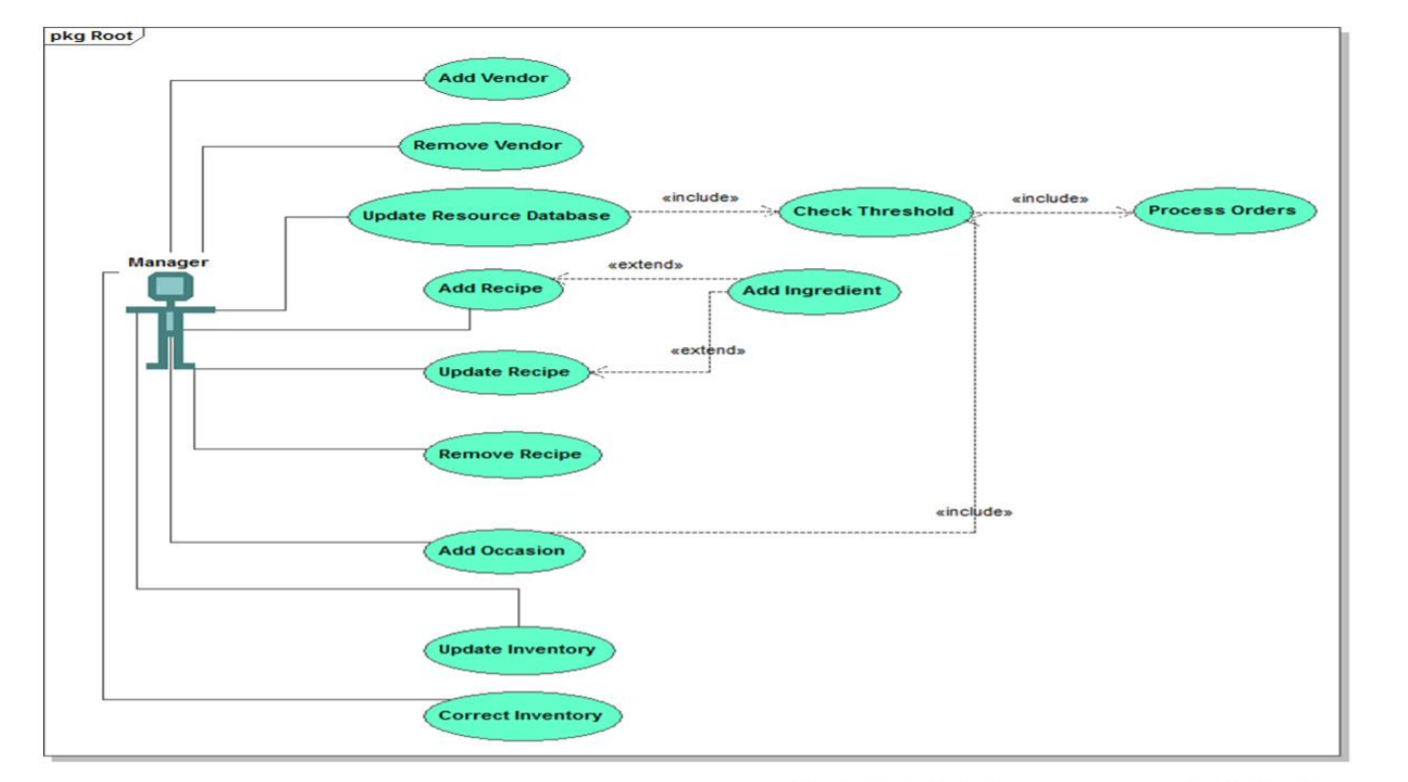 pkg Root
Add Vendor
Remove Vendor
Update Resource Database
«include»
Check Threshold
«include»
Process Orders
Manager
Add Recipe
«extend»
Add Ingredient
«extend»
Update Recipe
Remove Recipe
«include»
Add Occasion
Update Inventory
Correct Inventory